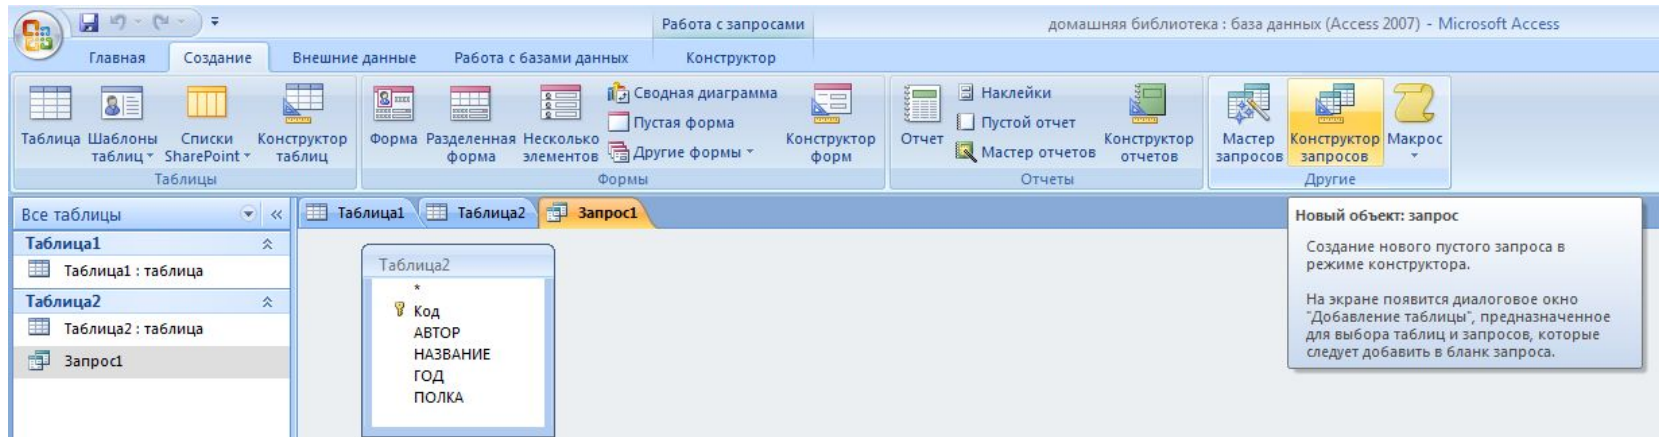 Работа с запросами
домашняя библиотека : база данных (Access 2007) - Microsoft Access
Главная
Создание
Внешние данные
Работа с базами данных
Конструктор
Таблица
Шаблоны таблиц
Списки SharePoint
Конструктор таблиц
Таблицы
Форма
Разделенная форма
Несколько элементов
Сводная диаграмма
Пустая форма
Другие формы
Конструктор форм
Формы
Отчет
Наклейки
Пустой отчет
Мастер отчетов
Конструктор отчетов
Отчеты
Мастер запросов
Конструктор запросов
Макрос
Другие
Все таблицы
Таблица1
Таблица1 : таблица
Таблица2
Таблица2 : таблица
Запрос1
Таблица1
Таблица2
Запрос1
Таблица2
*
Код
АВТОР
НАЗВАНИЕ
ГОД
ПОЛКА
Новый объект: запрос
Создание нового пустого запроса в
режиме конструктора.
На экране появится диалоговое окно
"Добавление таблицы", предназначенное
для выбора таблиц и запросов, которые
следует добавить в бланк запроса.